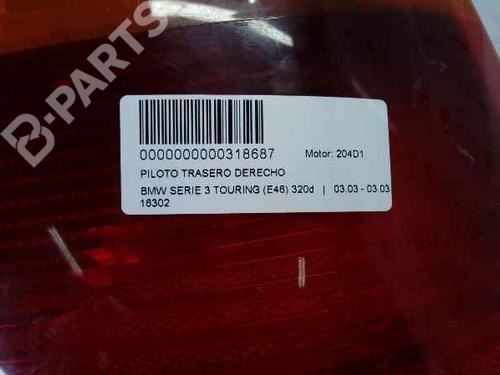 B-PARTS
0000000000318687 Motor: 204D1
PILOTO TRASERO DERECHO
BMW SERIE 3 TOURING (E46) 320d | 03.03 - 03.03
16302